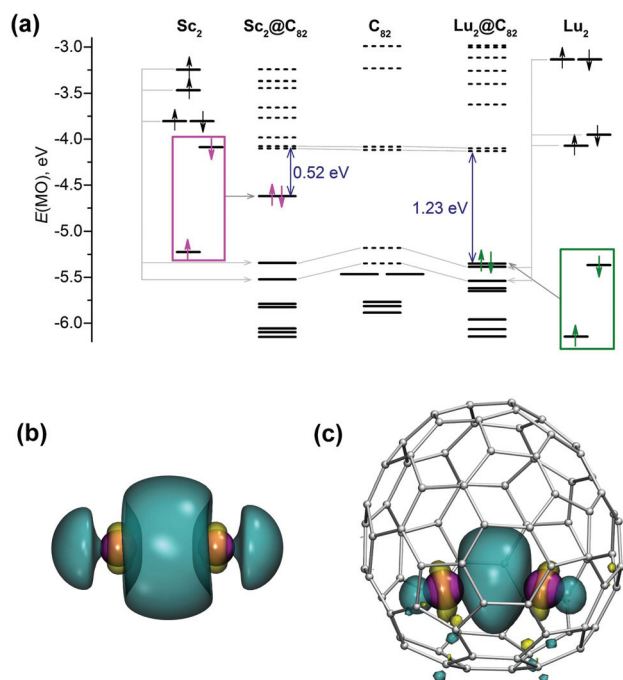 (a)
Sc2 Sc2@C82 C82 Lu2@C82 Lu2
-3.0
-3.5
-4.0
0.52 eV
E(MO), eV
-4.5
1.23 eV
-5.0
-5.5
-6.0
(b)
(c)